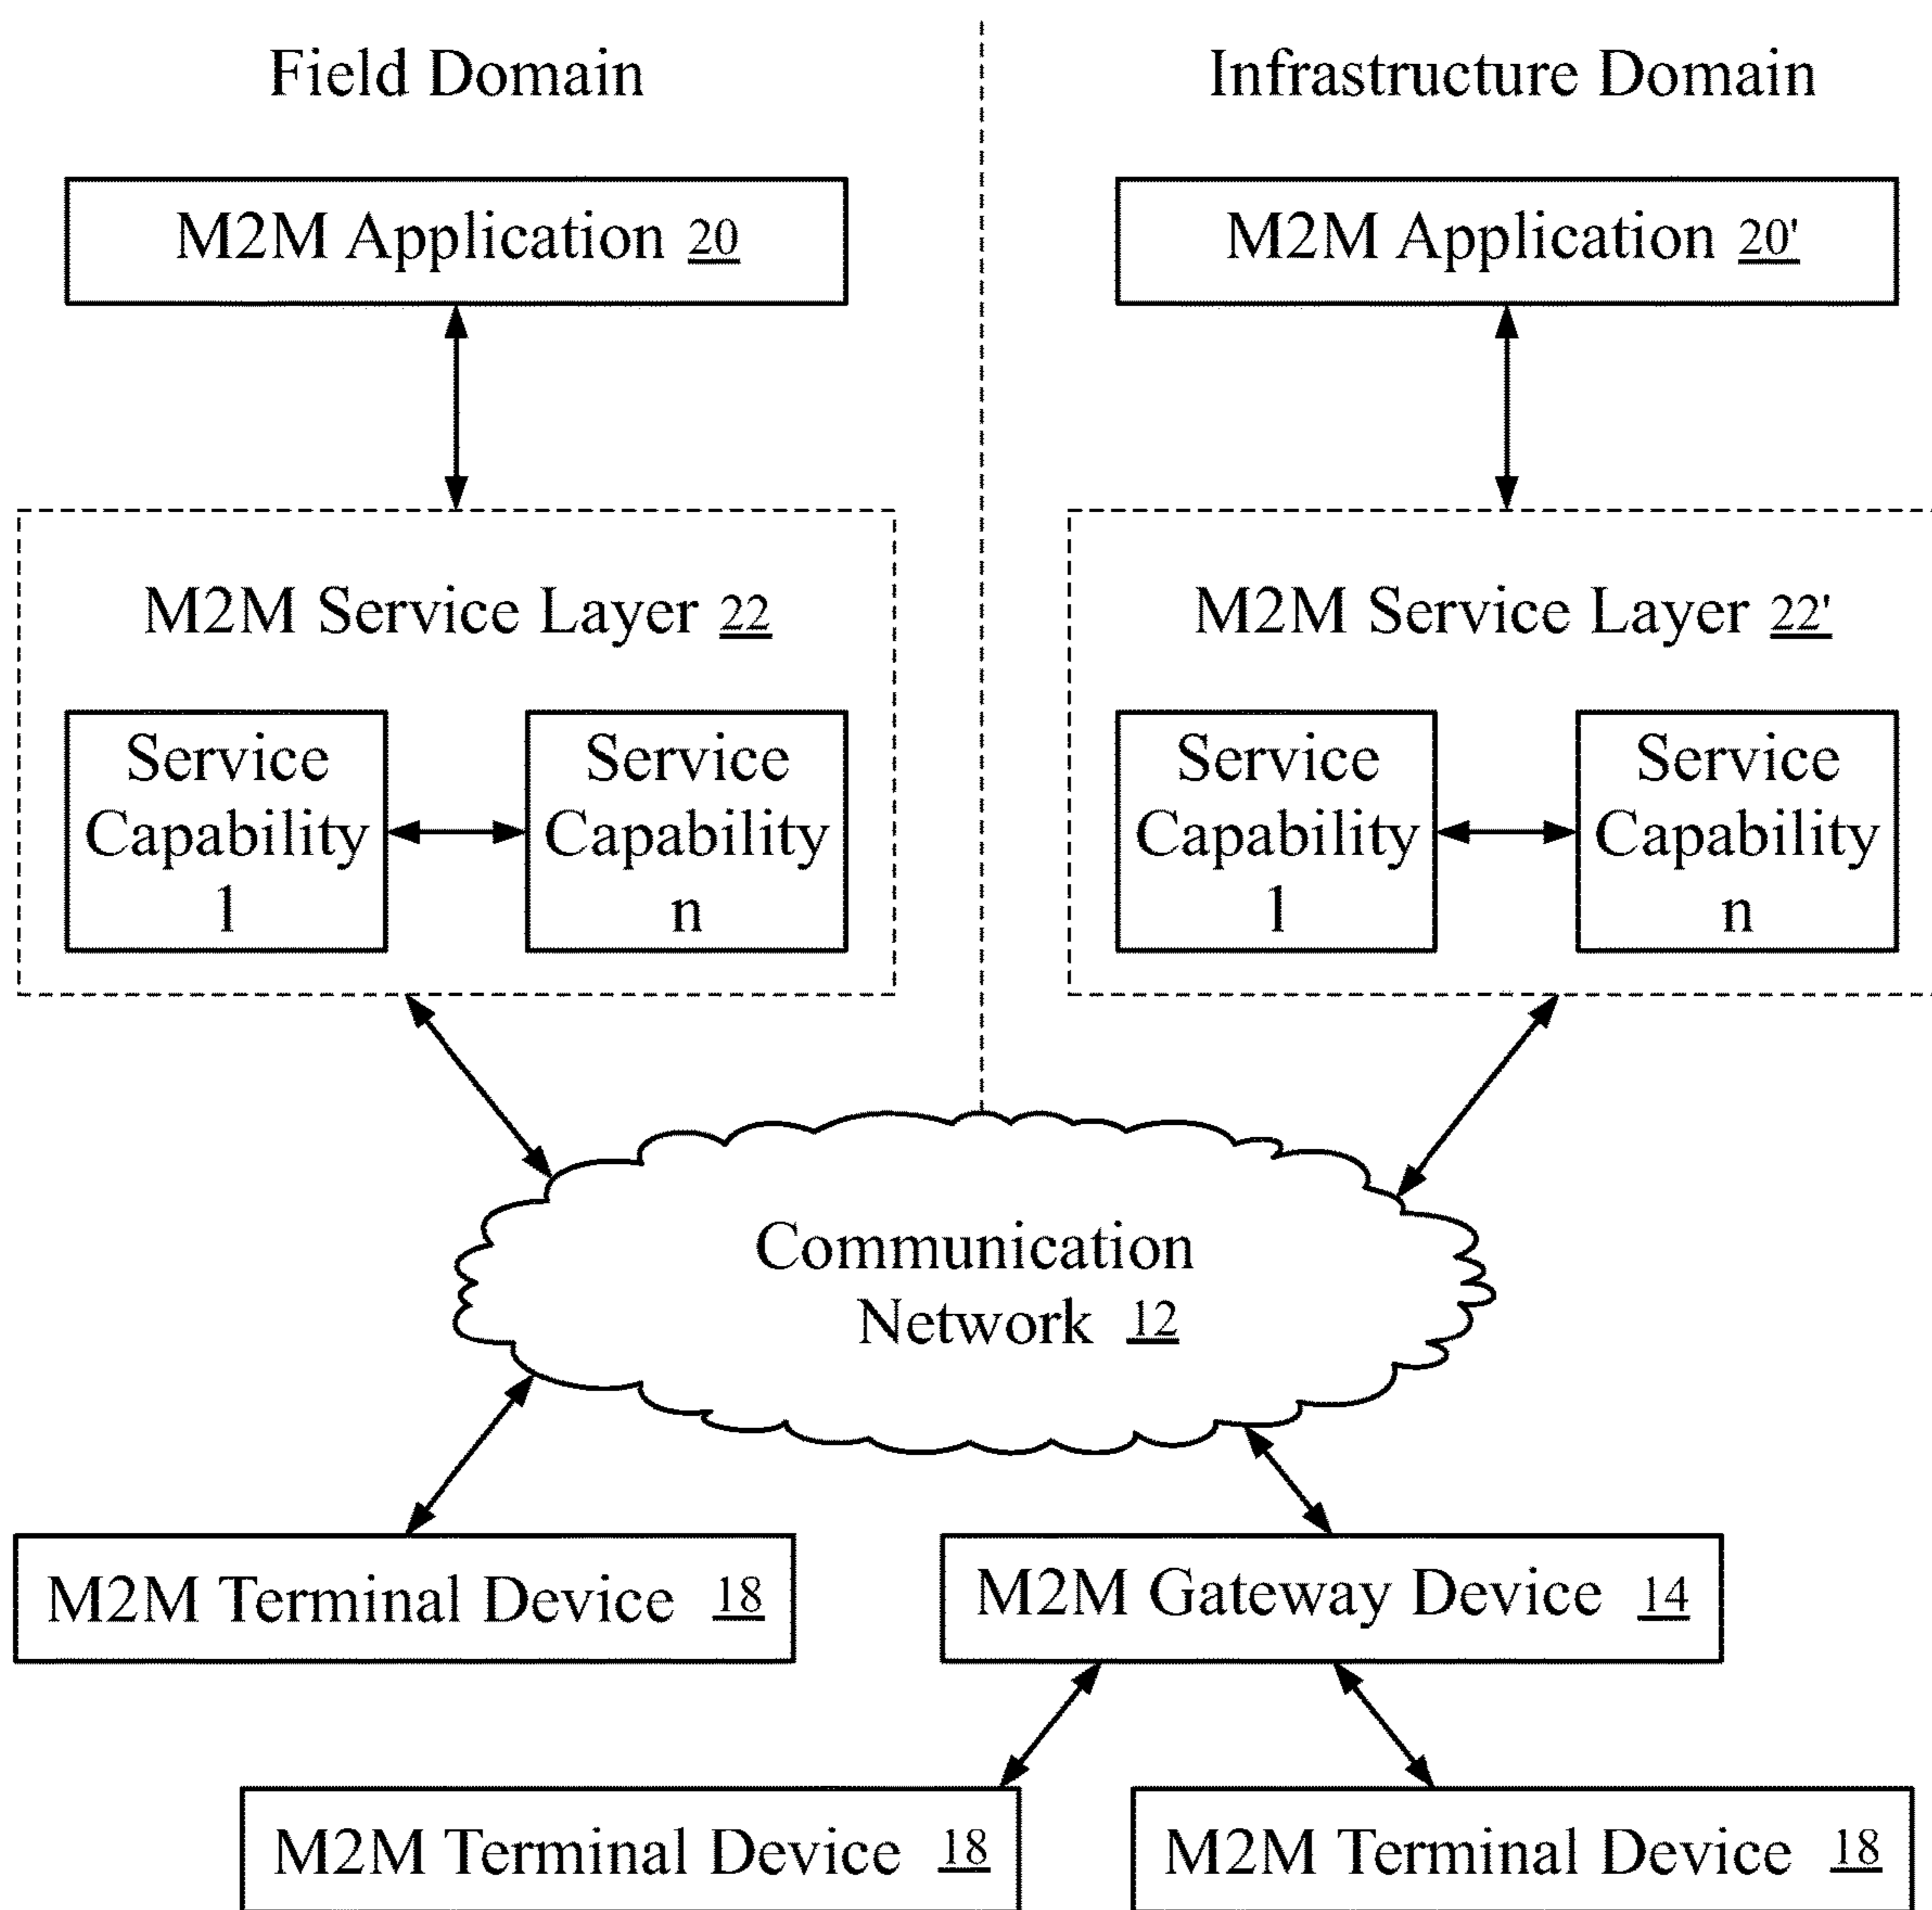 Field Domain
Infrastructure Domain
M2M Application 20
M2M Application 20'
M2M Service Layer 22
M2M Service Layer 22'
Service
Capability
1
Service
Capability
n
Service
Capability
1
Service
Capability
n
Communication
Network 12
M2M Terminal Device 18
M2M Gateway Device 14
M2M Terminal Device 18
M2M Terminal Device 18